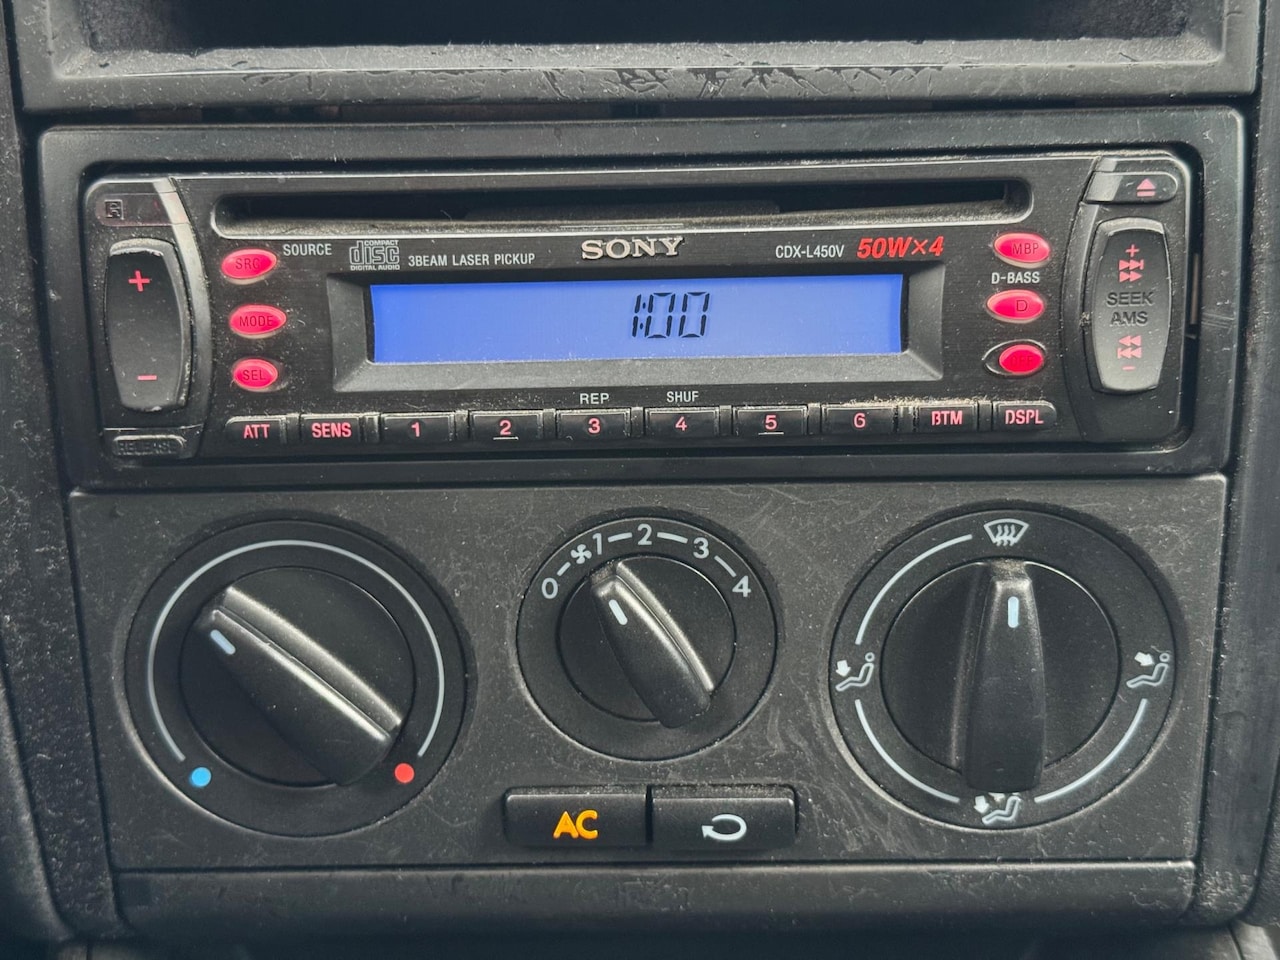 SOURCE
SRC
COMPACT
disc
DIGITAL AUDIO
3BEAM LASER PICKUP
SONY
CDX-L450V
50W×4
MBP
D-BASS
D
+
SEEK
AMS
−
+
−
MODE
SEL
1:00
REP
SHUF
ATT
SENS
1
2
3
4
5
6
BTM
DSPL
0
1
2
3
4
AC